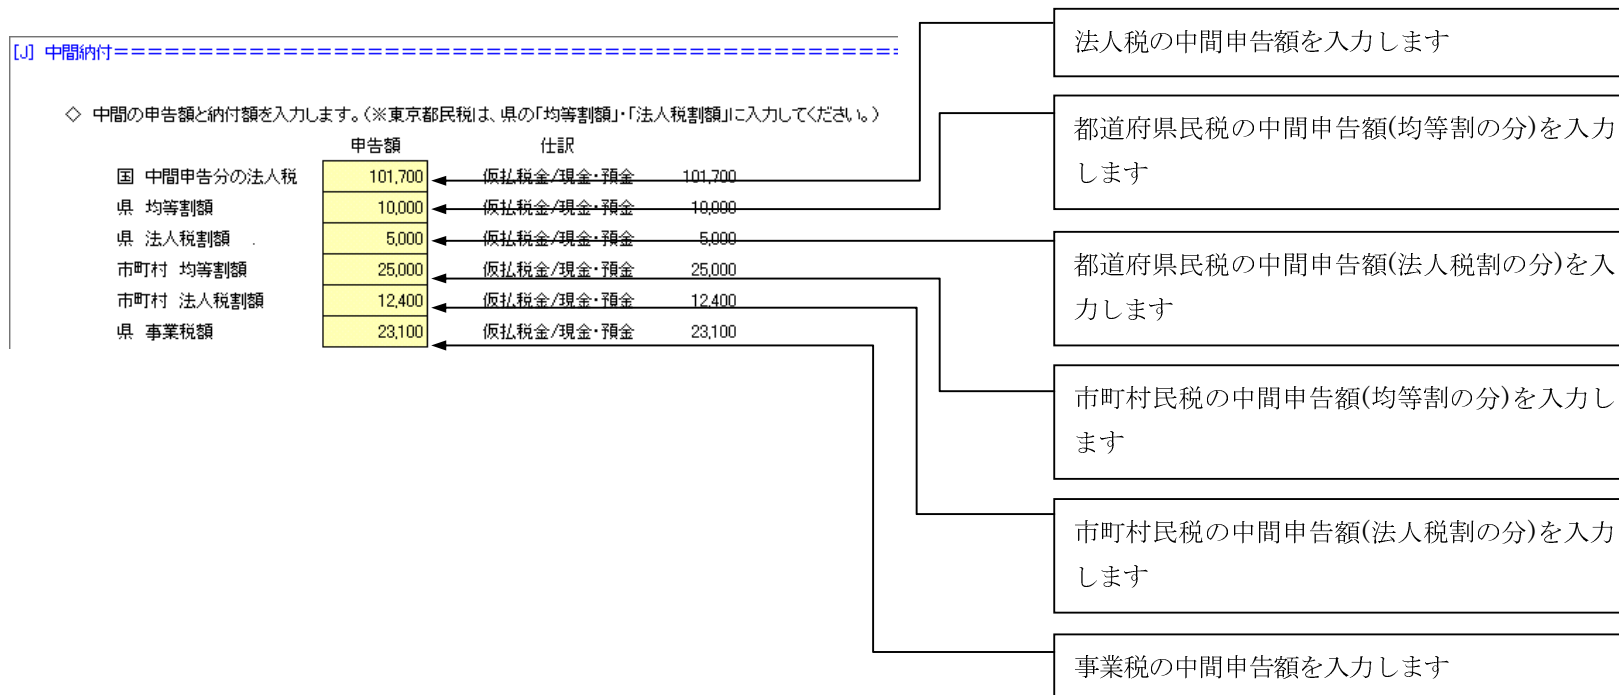 [J] 中間納付===============================================
◇ 中間の申告額と納付額を入力します。(※東京都民税は、県の「均等割額」・「法人税割額」に入力してください。)
申告額 仕訳
国 中間申告分の法人税 101,700 仮払税金/現金・預金 101,700
県 均等割額 10,000 仮払税金/現金・預金 10,000
県 法人税割額 . 5,000 仮払税金/現金・預金 5,000
市町村 均等割額 25,000 仮払税金/現金・預金 25,000
市町村 法人税割額 12,400 仮払税金/現金・預金 12,400
県 事業税額 23,100 仮払税金/現金・預金 23,100
法人税の中間申告額を入力します
都道府県民税の中間申告額(均等割の分)を入力
します
都道府県民税の中間申告額(法人税割の分)を入
力します
市町村民税の中間申告額(均等割の分)を入力し
ます
市町村民税の中間申告額(法人税割の分)を入力
します
事業税の中間申告額を入力します